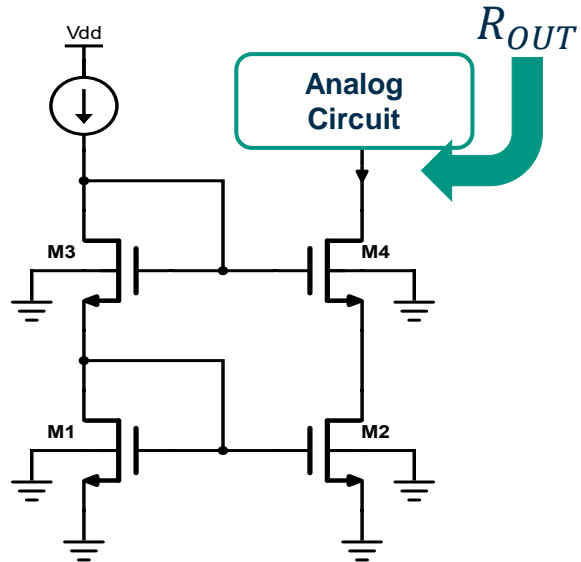 Vdd
R_OUT
Analog
Circuit
M3
M4
M1
M2